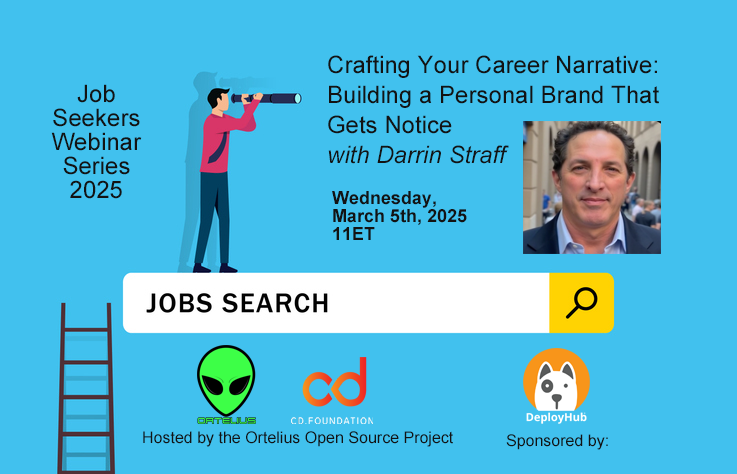 Job
Seekers
Webinar
Series
2025
Crafting Your Career Narrative:
Building a Personal Brand That
Gets Notice
with Darrin Straff
Wednesday,
March 5th, 2025
11ET
JOBS SEARCH
ORTELIUS
cd
CD.FOUNDATION
DeployHub
Hosted by the Ortelius Open Source Project
Sponsored by: